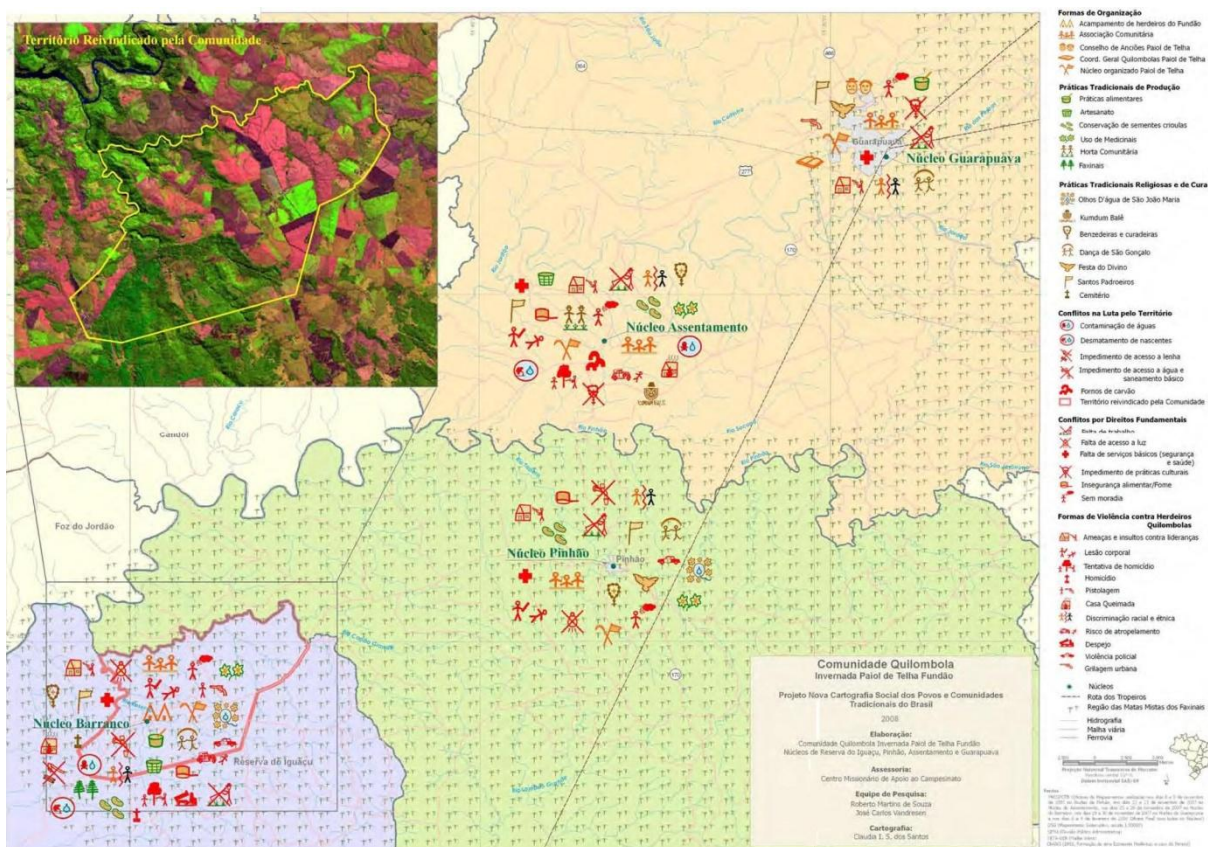 Território Reivindicado pela Comunidade
Guarapuava
Núcleo Guarapuava
277
170
Núcleo Assentamento
Candói
Foz do Jordão
Núcleo Pinhão
Pinhão
Núcleo Barranco
Reserva do Iguaçu
Comunidade Quilombola
Invernada Paiol de Telha Fundão
Projeto Nova Cartografia Social dos Povos e Comunidades
Tradicionais do Brasil
2008
Elaboração:
Comunidade Quilombola Invernada Paiol de Telha Fundão
Núcleos de Reserva do Iguaçu, Pinhão, Assentamento e Guarapuava
Assessoria:
Centro Missionário de Apoio ao Campesinato
Equipe de Pesquisa:
Roberto Martins de Souza
José Carlos Vandresen
Cartografia:
Claudia I. S. dos Santos
Formas de Organização
Acampamento de herdeiros do Fundão
Associação Comunitária
Conselho de Anciões Paiol de Telha
Coord. Geral Quilombolas Paiol de Telha
Núcleo organizado Paiol de Telha
Práticas Tradicionais de Produção
Práticas alimentares
Artesanato
Conservação de sementes crioulas
Uso de Medicinais
Horta Comunitária
Faxinais
Práticas Tradicionais Religiosas e de Cura
Olhos D'água de São João Maria
Kumdum Balê
Benzedeiras e curadeiras
Dança de São Gonçalo
Festa do Divino
Santos Padroeiros
Cemitério
Conflitos na Luta pelo Território
Contaminação de águas
Desmatamento de nascentes
Impedimento de acesso a lenha
Impedimento de acesso a água e
saneamento básico
Fornos de carvão
Território reivindicado pela Comunidade
Conflitos por Direitos Fundamentais
Falta de trabalho
Falta de acesso a luz
Falta de serviços básicos (segurança
e saúde)
Impedimento de práticas culturais
Insegurança alimentar/Fome
Sem moradia
Formas de Violência contra Herdeiros
Quilombolas
Ameaças e insultos contra lideranças
Lesão corporal
Tentativa de homicídio
Homicídio
Pistolagem
Casa Queimada
Discriminação racial e étnica
Risco de atropelamento
Despejo
Violência policial
Grilagem urbana
Núcleos
Rota dos Tropeiros
Região das Matas Mistas dos Faxinais
Hidrografia
Malha viária
Ferrovia